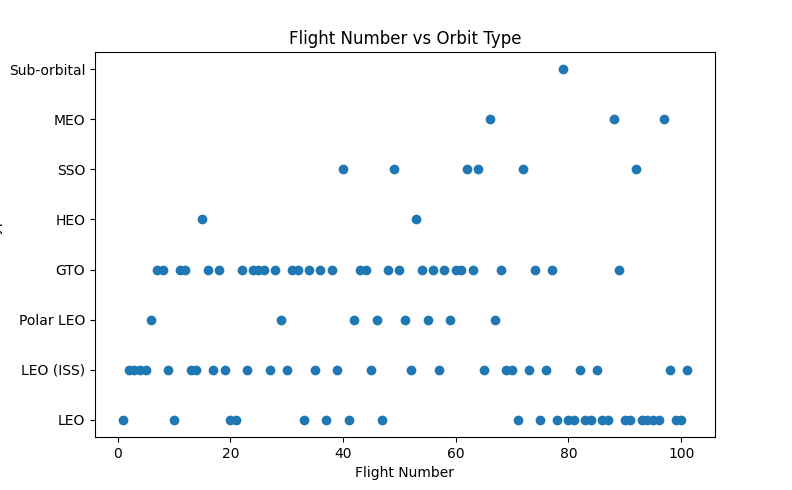 Flight Number vs Orbit Type
Sub-orbital
MEO
SSO
HEO
GTO
Polar LEO
LEO (ISS)
LEO
0 20 40 60 80 100
Flight Number